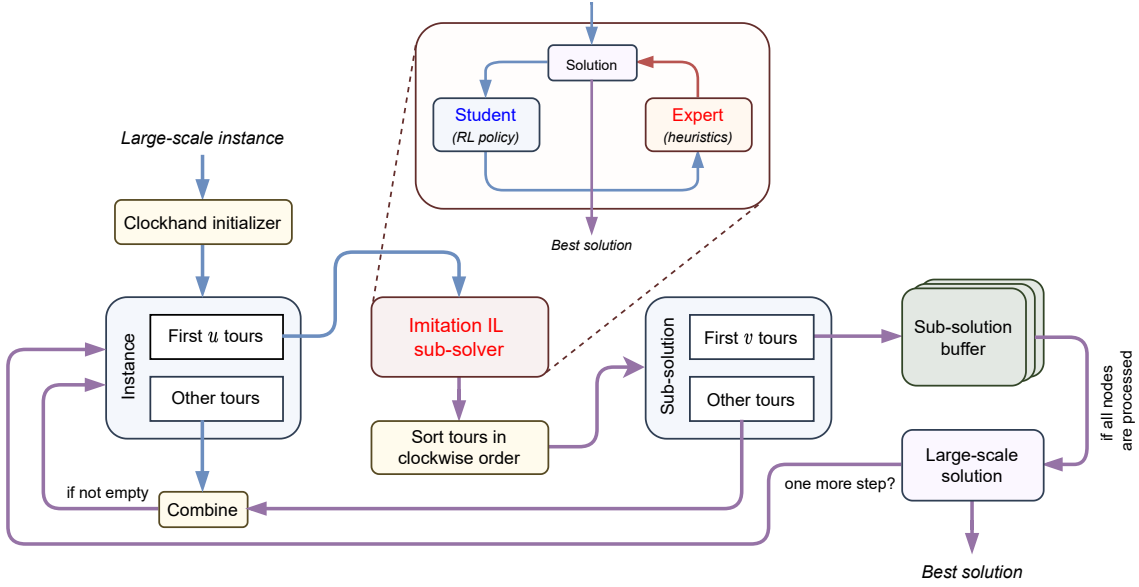 Solution
Student
(RL policy)
Expert
(heuristics)
Best solution
Large-scale instance
Clockhand initializer
Instance
First u tours
Other tours
Imitation IL
sub-solver
Sort tours in
clockwise order
Sub-solution
First v tours
Other tours
Sub-solution
buffer
if all nodes
are processed
Large-scale
solution
one more step?
if not empty
Combine
Best solution